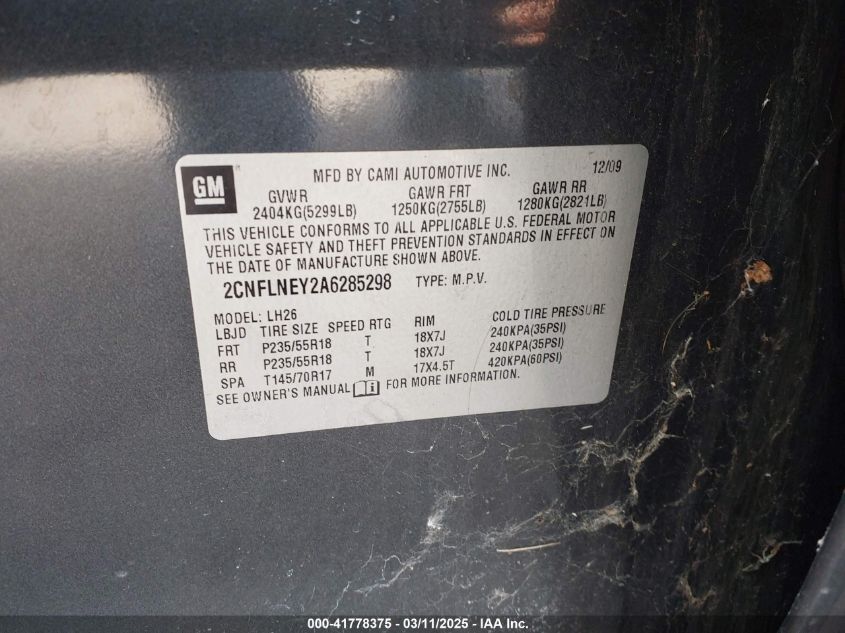 GM
MFD BY CAMI AUTOMOTIVE INC. 12/09
GVWR GAWR FRT GAWR RR
2404KG(5299LB) 1250KG(2755LB) 1280KG(2821LB)
THIS VEHICLE CONFORMS TO ALL APPLICABLE U.S. FEDERAL MOTOR
VEHICLE SAFETY AND THEFT PREVENTION STANDARDS IN EFFECT ON
THE DATE OF MANUFACTURE SHOWN ABOVE.
2CNFLNEY2A6285298 TYPE: M.P.V.
MODEL: LH26
LBJD TIRE SIZE SPEED RTG RIM COLD TIRE PRESSURE
FRT P235/55R18 T 18X7J 240KPA(35PSI)
RR P235/55R18 T 18X7J 240KPA(35PSI)
SPA T145/70R17 M 17X4.5T 420KPA(60PSI)
SEE OWNER'S MANUAL i FOR MORE INFORMATION.
000-41778375 - 03/11/2025 - IAA Inc.